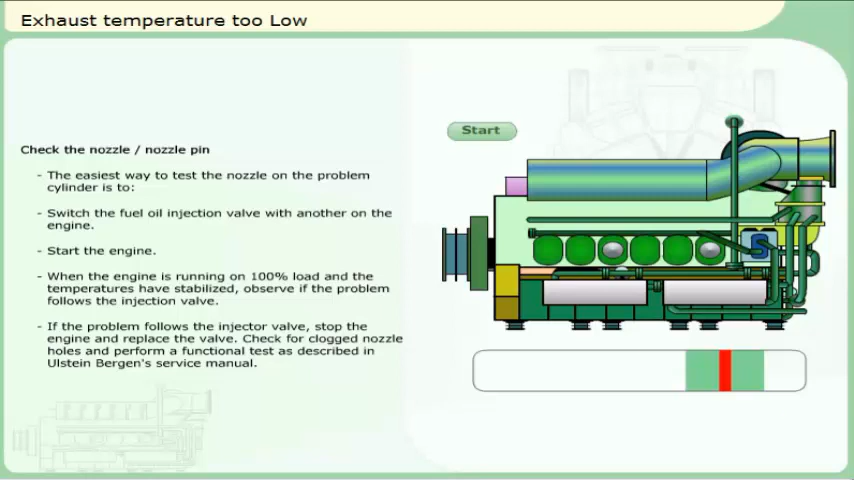 Exhaust temperature too Low
Check the nozzle / nozzle pin
- The easiest way to test the nozzle on the problem
cylinder is to:
- Switch the fuel oil injection valve with another on the
engine.
- Start the engine.
- When the engine is running on 100% load and the
temperatures have stabilized, observe if the problem
follows the injection valve.
- If the problem follows the injector valve, stop the
engine and replace the valve. Check for clogged nozzle
holes and perform a functional test as described in
Ulstein Bergen's service manual.
Start